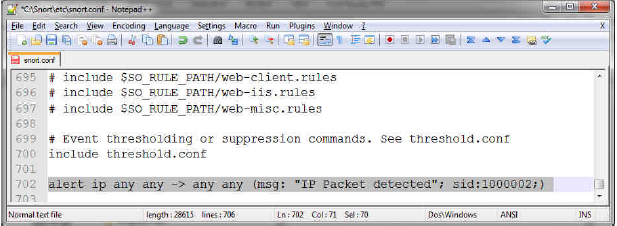 *C:\Snort\etc\snort.conf - Notepad++
File Edit Search View Encoding Language Settings Macro Run Plugins Window ? X
snort.conf
695 # include $SO_RULE_PATH/web-client.rules
696 # include $SO_RULE_PATH/web-iis.rules
697 # include $SO_RULE_PATH/web-misc.rules
698
699 # Event thresholding or suppression commands. See threshold.conf
700 include threshold.conf
701
702 alert ip any any -> any any (msg: "IP Packet detected"; sid:1000002;)
703
Normal text file length : 28615 lines : 706 Ln : 702 Col : 71 Sel : 70 Dos\Windows ANSI INS